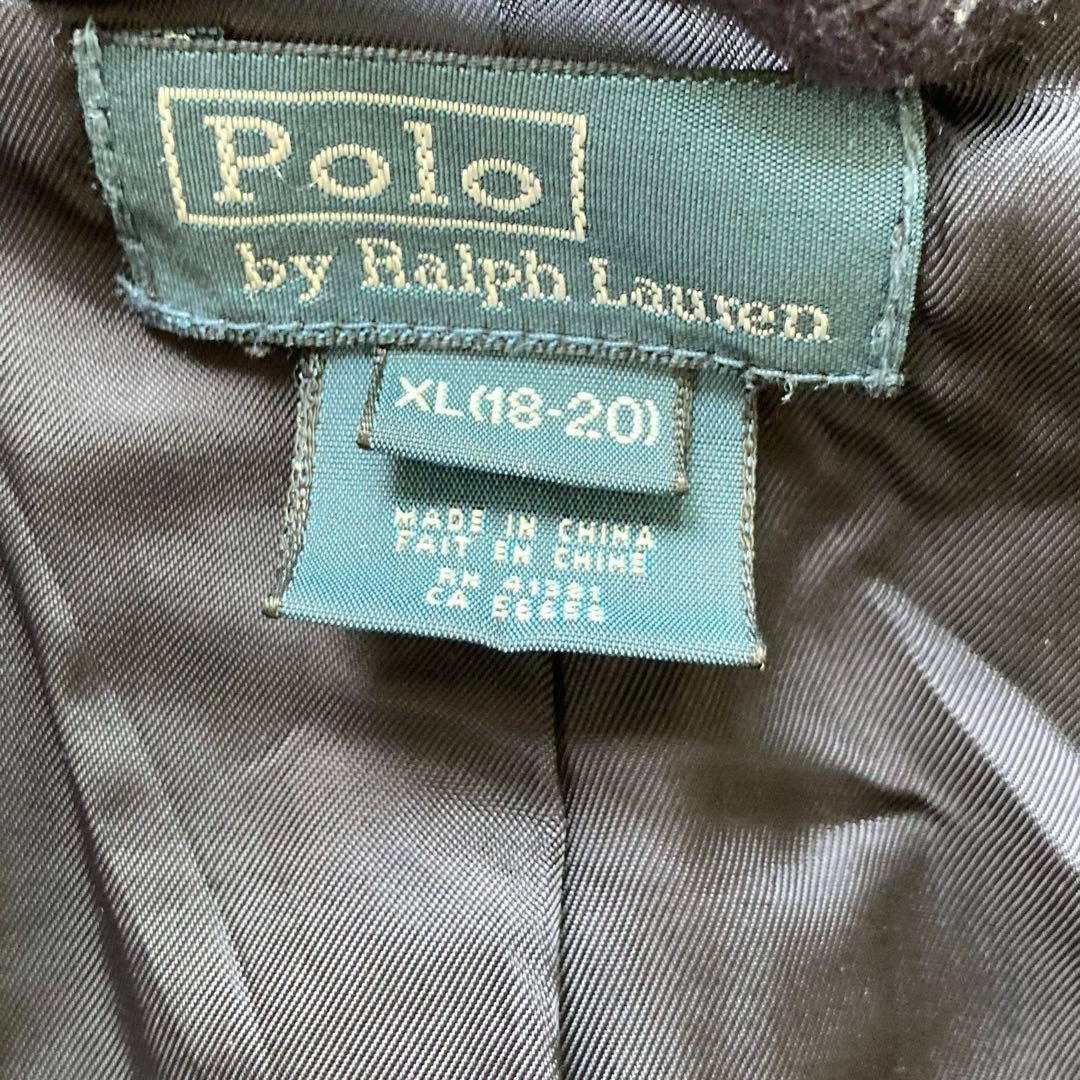 Polo
by Ralph Lauren
XL(18-20)
MADE IN CHINA
FAIT EN CHINE
RN 41381
CA 56658